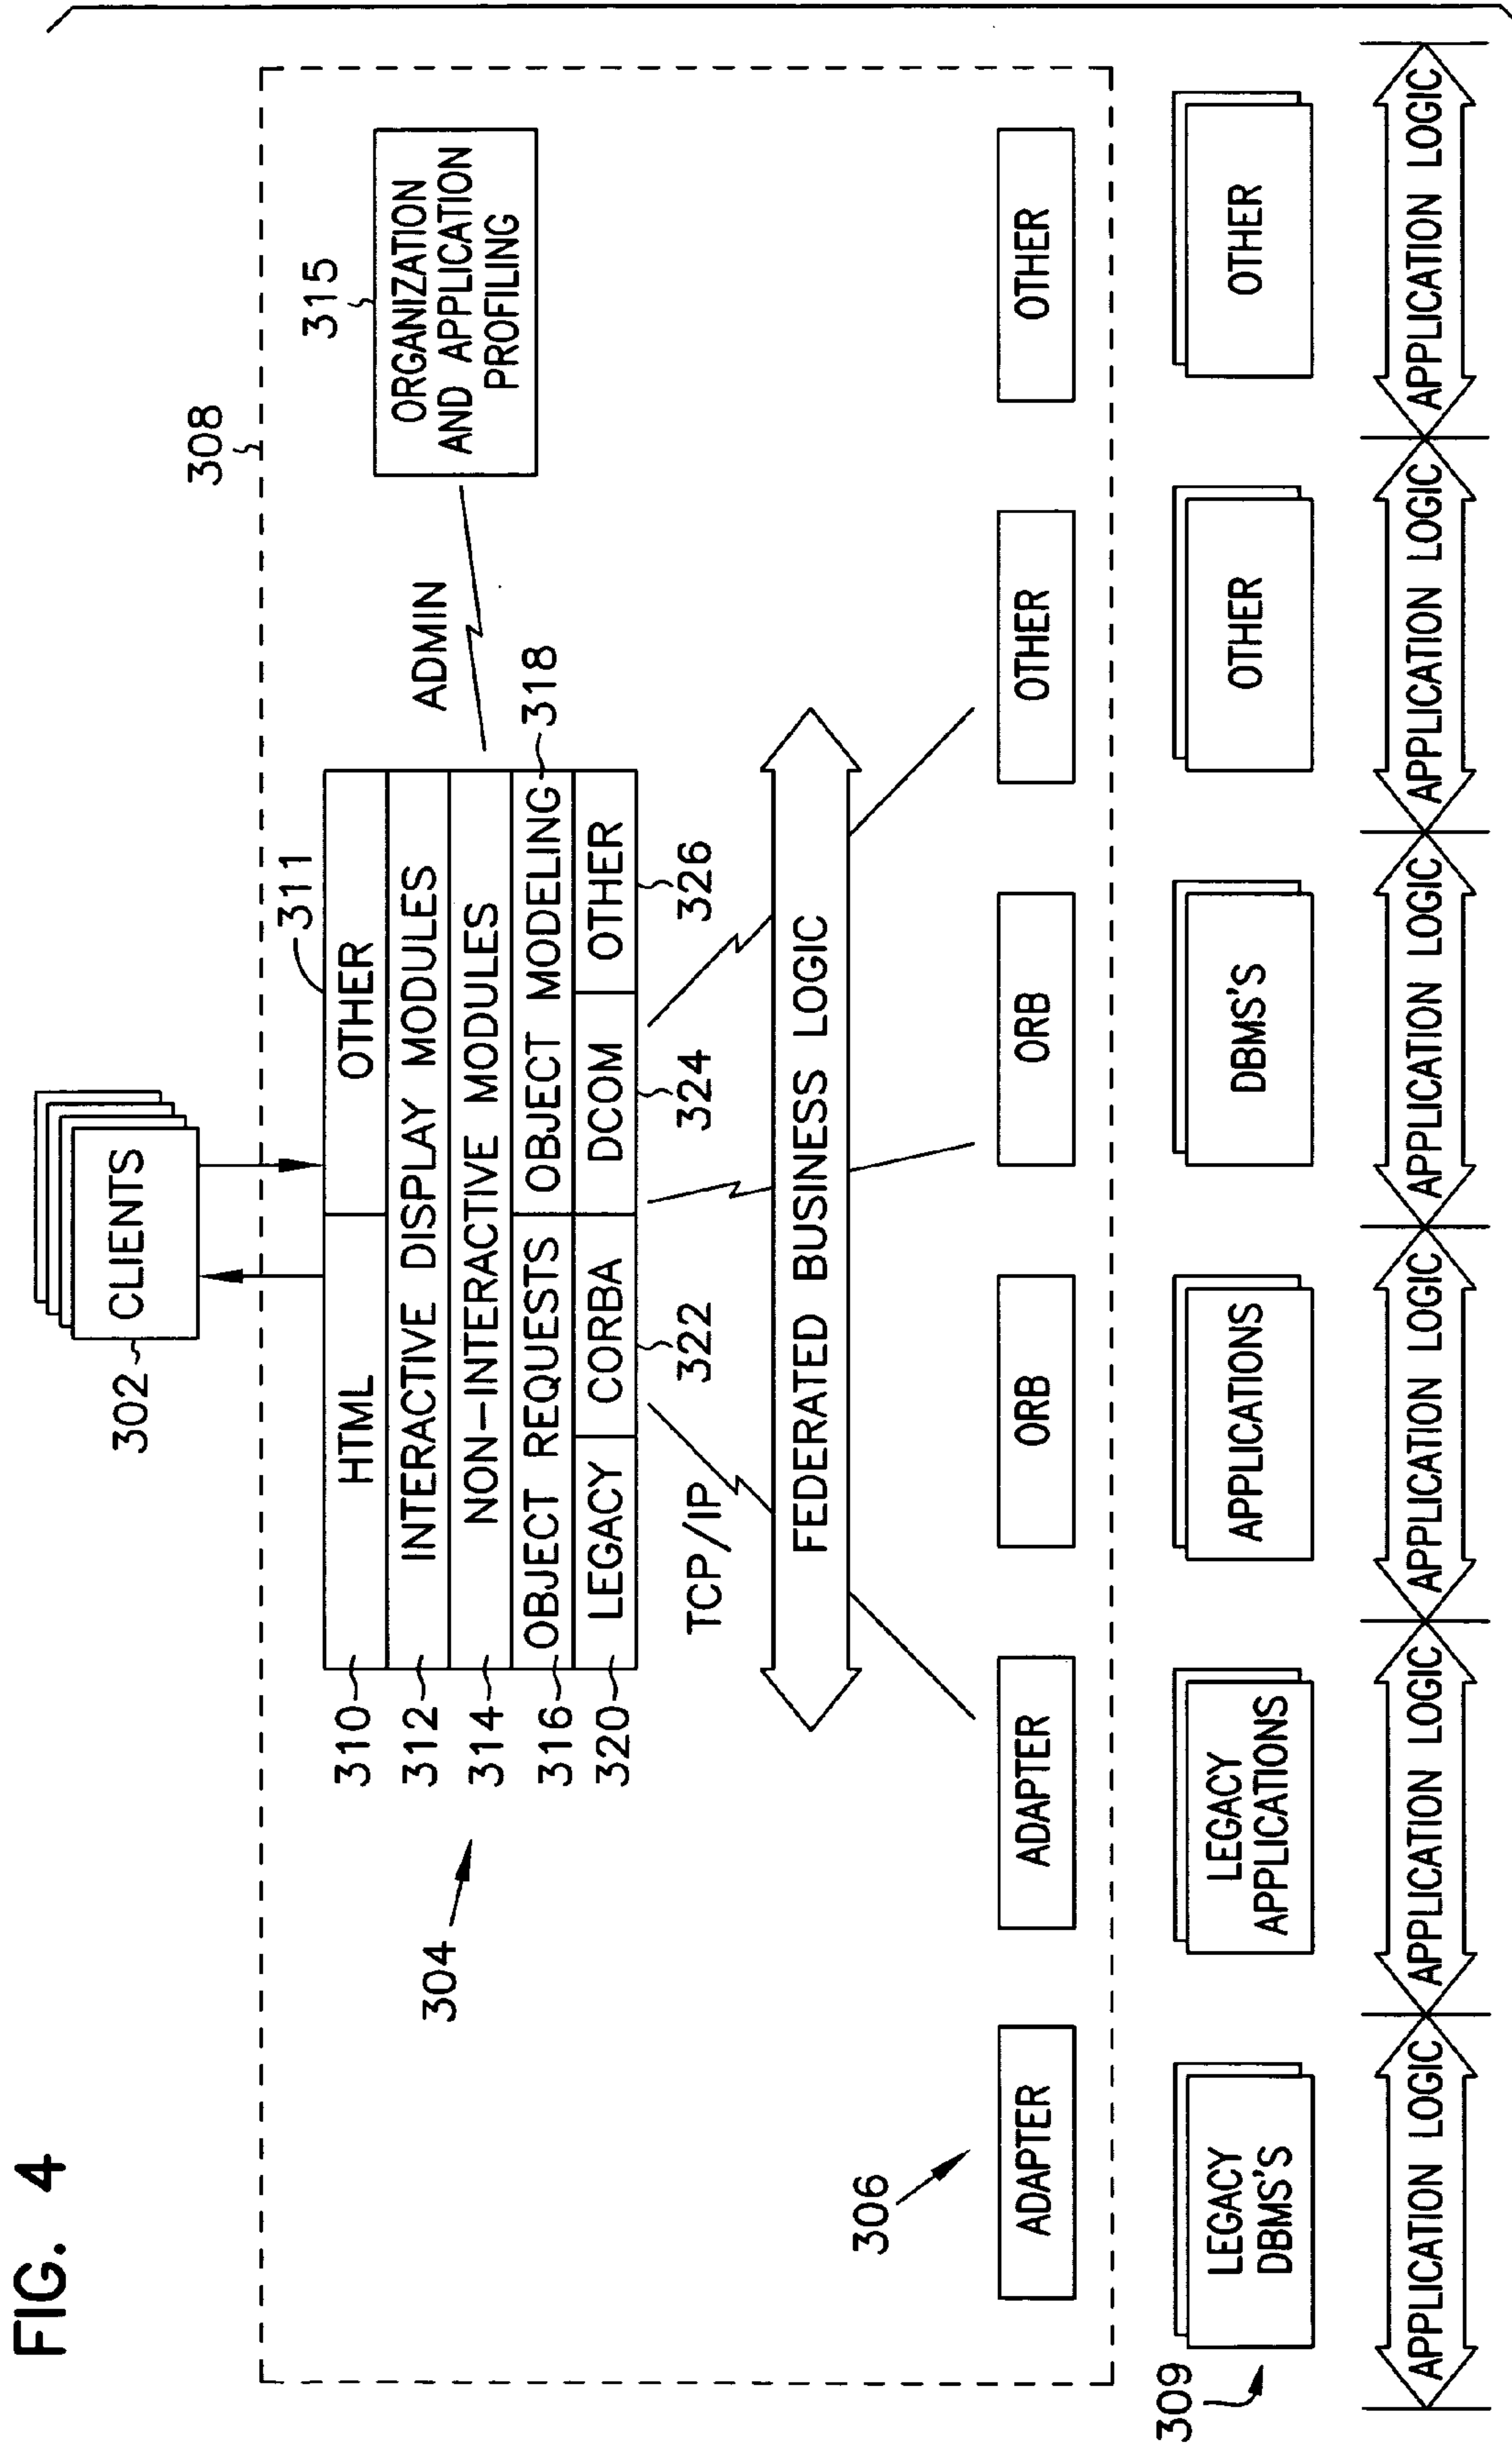 FIG. 4
302
CLIENTS
308
311
315
310
HTML
OTHER
ORGANIZATION
AND APPLICATION
PROFILING
312
INTERACTIVE DISPLAY MODULES
ADMIN
304
314
NON-INTERACTIVE MODULES
316
OBJECT REQUESTS
OBJECT MODELING
318
320
LEGACY
CORBA
DCOM
OTHER
TCP/IP
322
324
326
FEDERATED BUSINESS LOGIC
306
ADAPTER
ADAPTER
ORB
ORB
OTHER
OTHER
309
LEGACY
DBMS'S
LEGACY
APPLICATIONS
APPLICATIONS
DBMS'S
OTHER
OTHER
APPLICATION LOGIC
APPLICATION LOGIC
APPLICATION LOGIC
APPLICATION LOGIC
APPLICATION LOGIC
APPLICATION LOGIC